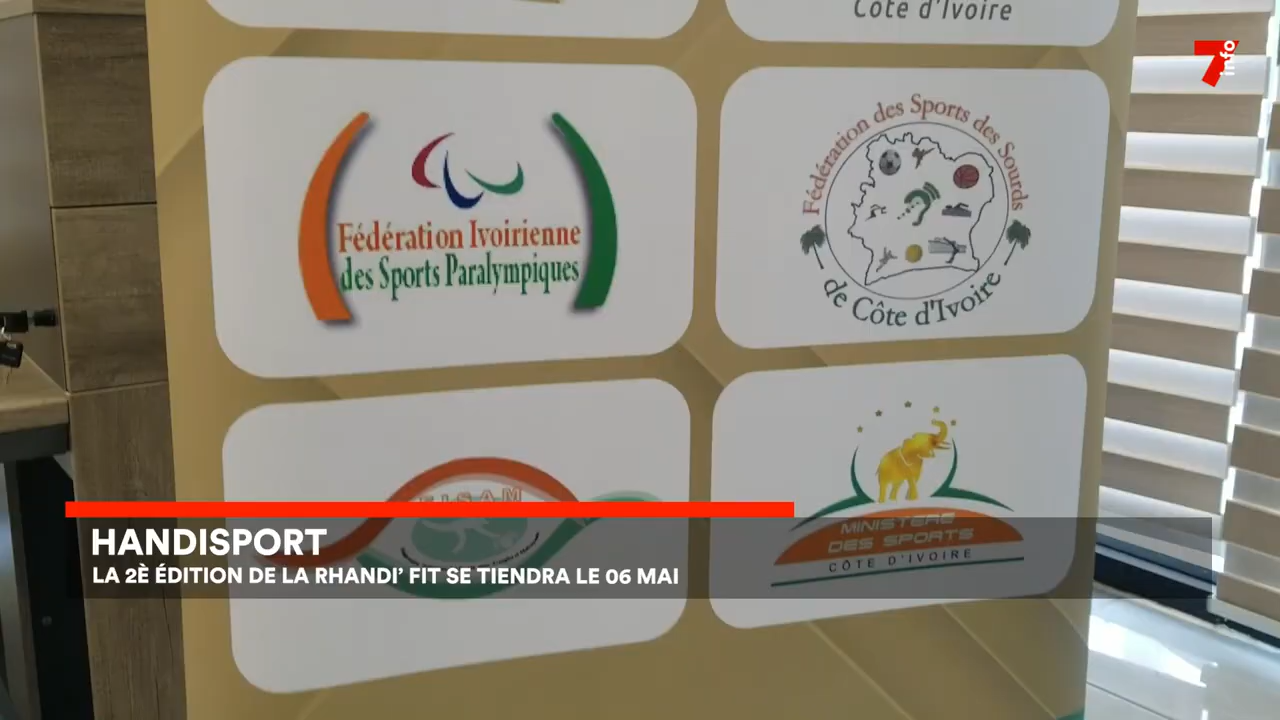 Côte d'Ivoire
7 info
Fédération Ivoirienne
des Sports Paralympiques
Fédération des Sports des Sourds
de Côte d'Ivoire
F.I.S.A.M
MINISTERE
DES SPORTS
CÔTE D'IVOIRE
HANDISPORT
LA 2È ÉDITION DE LA RHANDI’ FIT SE TIENDRA LE 06 MAI